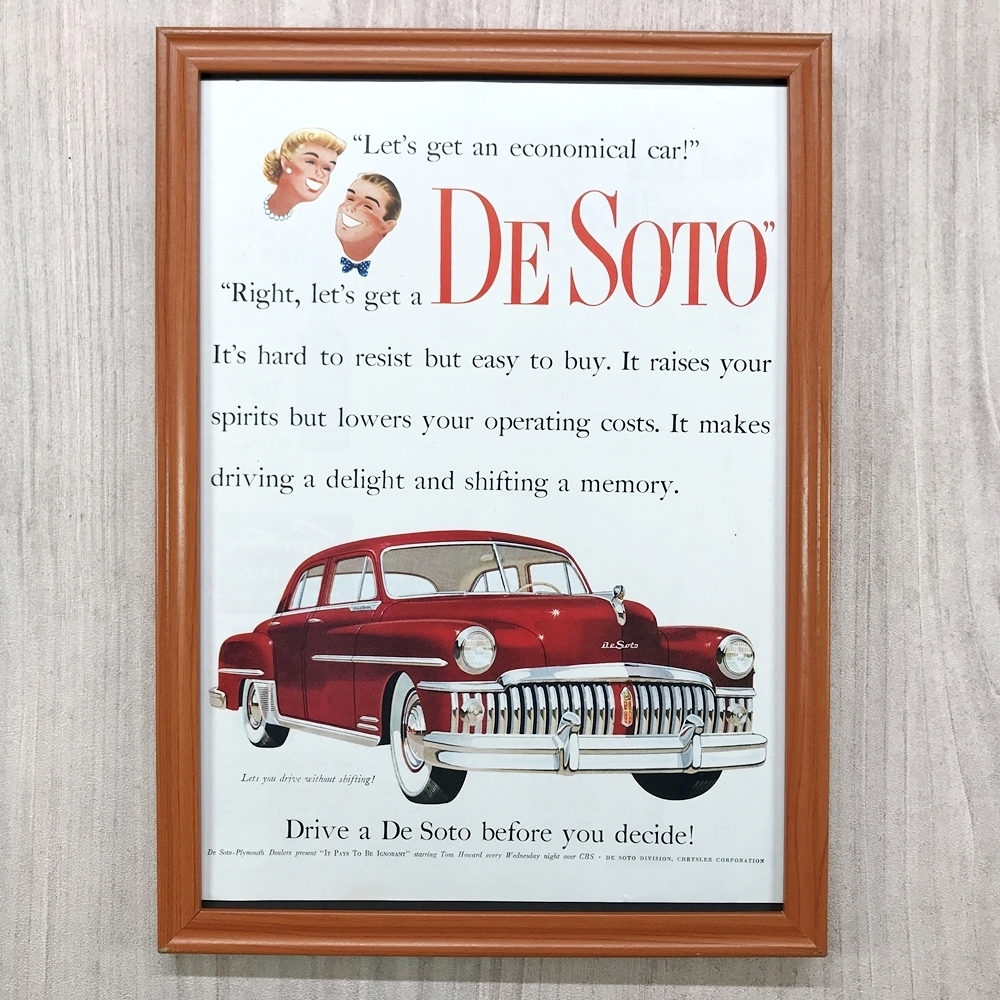 “Let’s get an economical car!”
“Right, let’s get a DE SOTO”
It’s hard to resist but easy to buy. It raises your
spirits but lowers your operating costs. It makes
driving a delight and shifting a memory.
DeSoto
Lets you drive without shifting!
Drive a De Soto before you decide!
De Soto-Plymouth Dealers present “IT PAYS TO BE IGNORANT” starring Tom Howard every Wednesday night over CBS · DE SOTO DIVISION, CHRYSLER CORPORATION